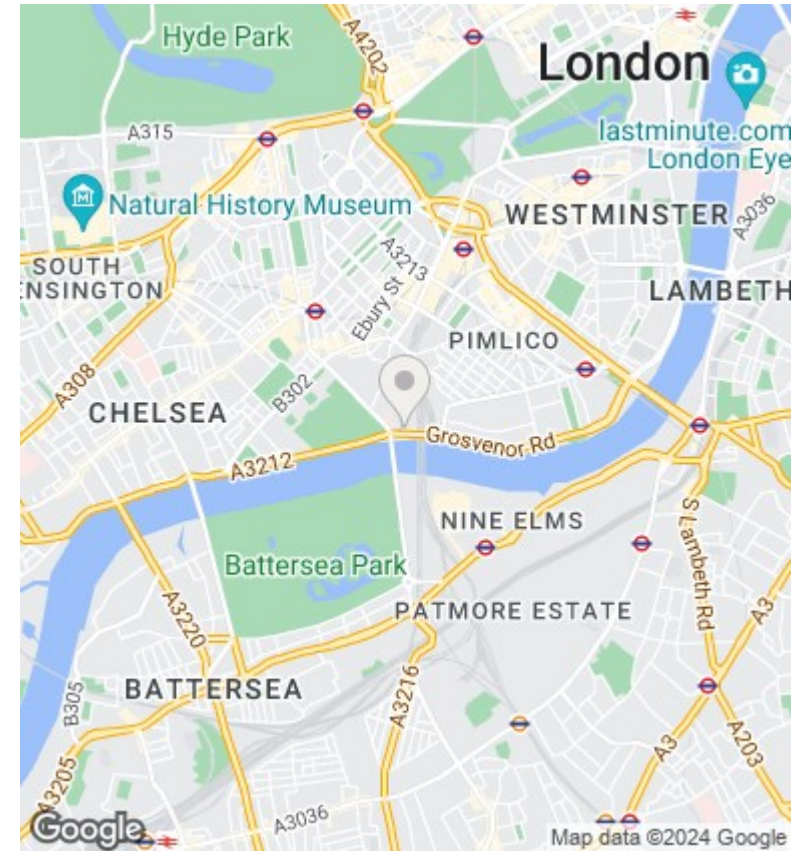 Hyde Park
A4202
London
A315
lastminute.com
London Eye
Natural History Museum
WESTMINSTER
A3036
SOUTH
ENSINGTON
A3213
Ebury St
LAMBETH
PIMLICO
A308
B302
CHELSEA
Grosvenor Rd
A3212
NINE ELMS
Battersea Park
S Lambeth Rd
A3220
PATMORE ESTATE
A3
B305
BATTERSEA
A3216
A3
A203
A3205
A3036
Google
Map data ©2024 Google